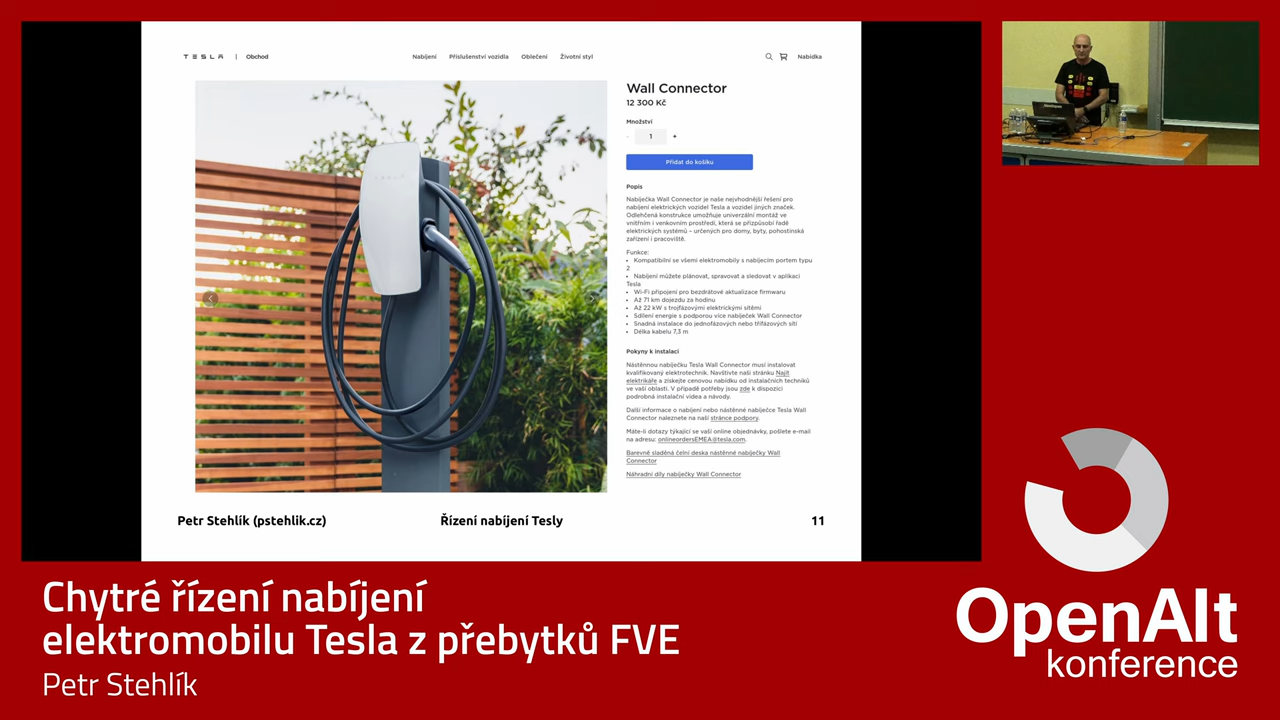 TESLA | Obchod
Nabíjení Příslušenství vozidla Oblečení Životní styl
Nabídka
Wall Connector
12 300 Kč
Množství
- 1 +
Přidat do košíku
Popis
Nabíječka Wall Connector je naše nejvhodnější řešení pro
nabíjení elektrických vozidel Tesla a vozidel jiných značek.
Odlehčená konstrukce umožňuje univerzální montáž ve
vnitřním i venkovním prostředí, která se přizpůsobí řadě
elektrických systémů – určených pro domy, byty, pohostinská
zařízení i pracoviště.
Funkce:
• Kompatibilní se všemi elektromobily s nabíjecím portem typu
2
• Nabíjení můžete plánovat, spravovat a sledovat v aplikaci
Tesla
• Wi-Fi připojení pro bezdrátové aktualizace firmwaru
• Až 71 km dojezdu za hodinu
• Až 22 kW s trojfázovými elektrickými sítěmi
• Sdílení energie s podporou více nabíječek Wall Connector
• Snadná instalace do jednofázových nebo třífázových sítí
• Délka kabelu 7,3 m
Pokyny k instalaci
Nástěnnou nabíječku Tesla Wall Connector musí instalovat
kvalifikovaný elektrotechnik. Navštivte naši stránku Najít
elektrikáře a získejte cenovou nabídku od instalačních techniků
ve vaší oblasti. V případě potřeby jsou zde k dispozici
podrobná instalační videa a návody.
Další informace o nabíjení nebo nástěnné nabíječce Tesla Wall
Connector naleznete na naší stránce podpory.
Máte-li dotazy týkající se vaší online objednávky, pošlete e-mail
na adresu: onlineordersEMEA@tesla.com.
Barevně sladěná čelní deska nástěnné nabíječky Wall
Connector
Náhradní díly nabíječky Wall Connector
Petr Stehlík (pstehlik.cz) Řízení nabíjení Tesly 11
Chytré řízení nabíjení
elektromobilu Tesla z přebytků FVE
Petr Stehlík
OpenAlt
konference